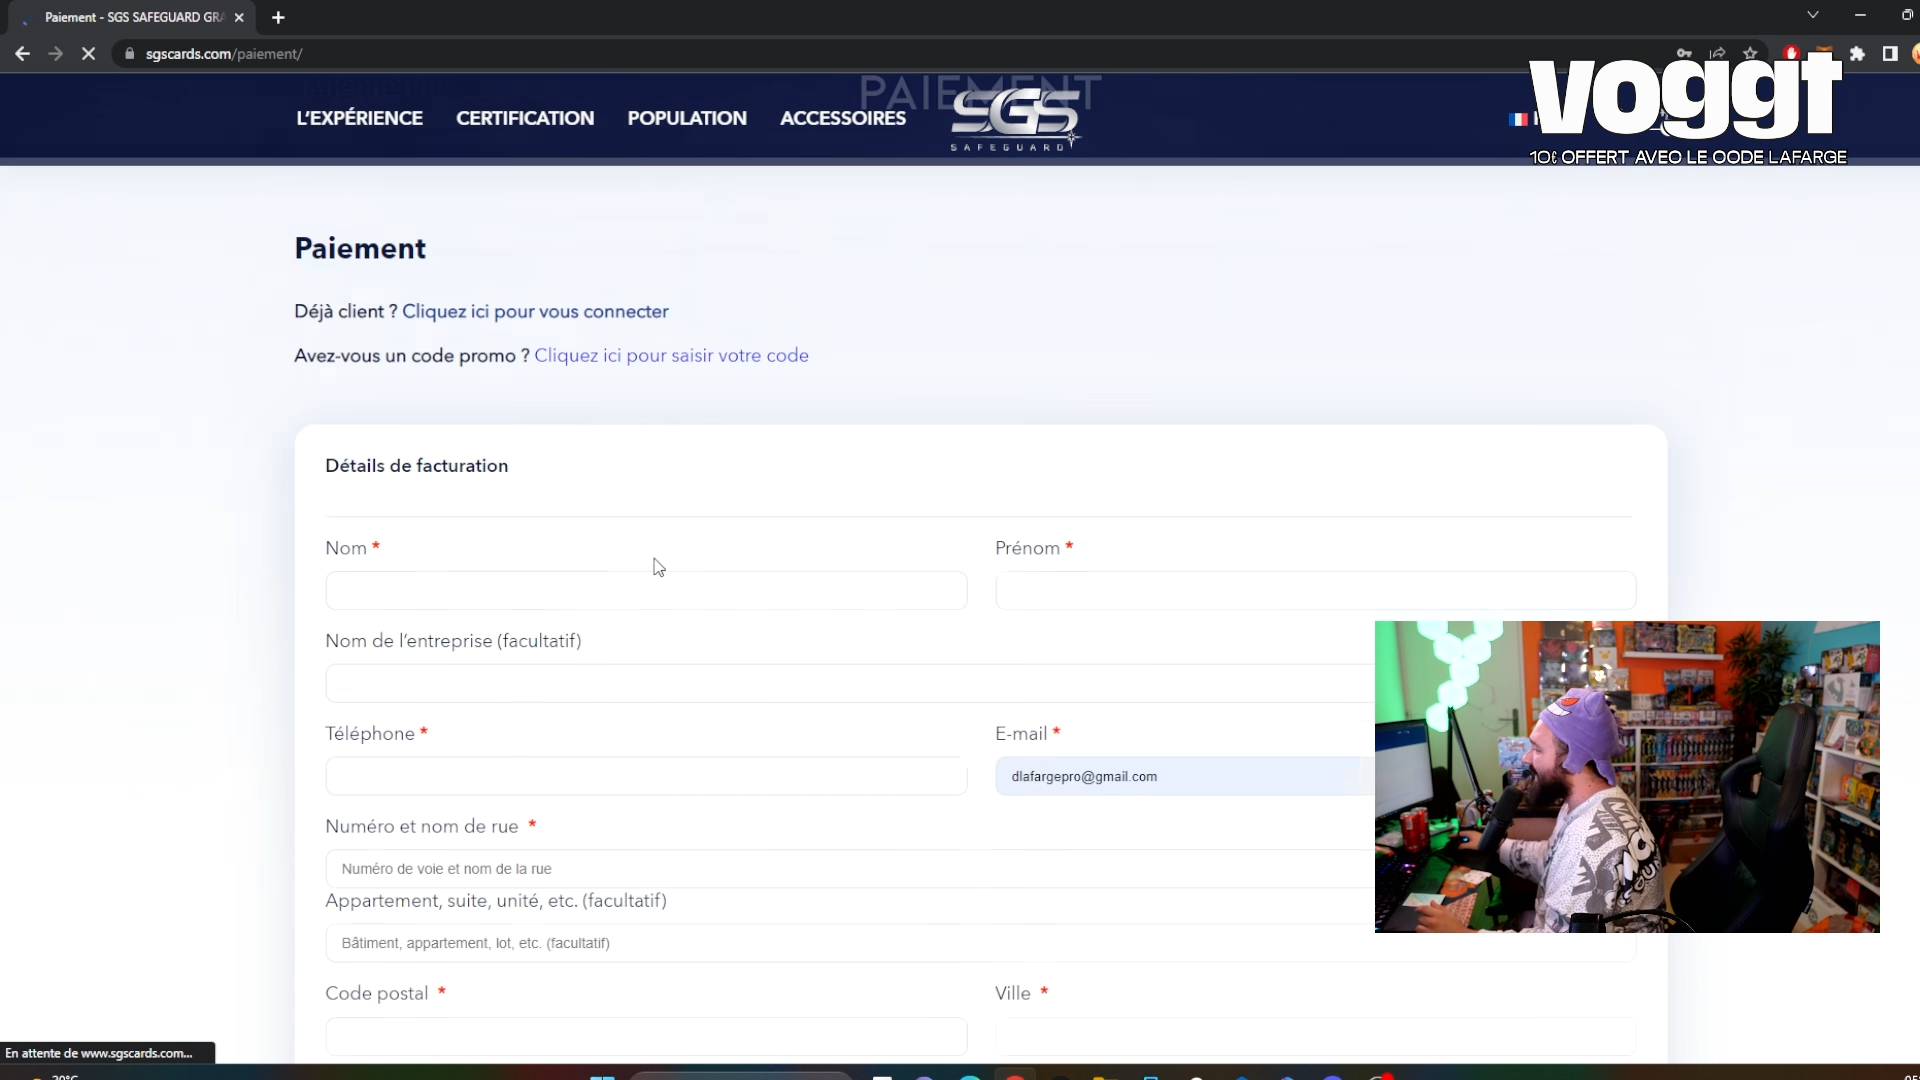 Paiement - SGS SAFEGUARD GRA
sgscards.com/paiement/
PAIEMENT
L'EXPÉRIENCE CERTIFICATION POPULATION ACCESSOIRES
SGS
SAFEGUARD
voggt
10€ OFFERT AVEO LE OODE LAFARGE
Paiement
Déjà client ? Cliquez ici pour vous connecter
Avez-vous un code promo ? Cliquez ici pour saisir votre code
Détails de facturation
Nom * Prénom *
Nom de l'entreprise (facultatif)
Téléphone * E-mail *
dlafargepro@gmail.com
Numéro et nom de rue *
Numéro de voie et nom de la rue
Appartement, suite, unité, etc. (facultatif)
Bâtiment, appartement, lot, etc. (facultatif)
Code postal * Ville *
En attente de www.sgscards.com...